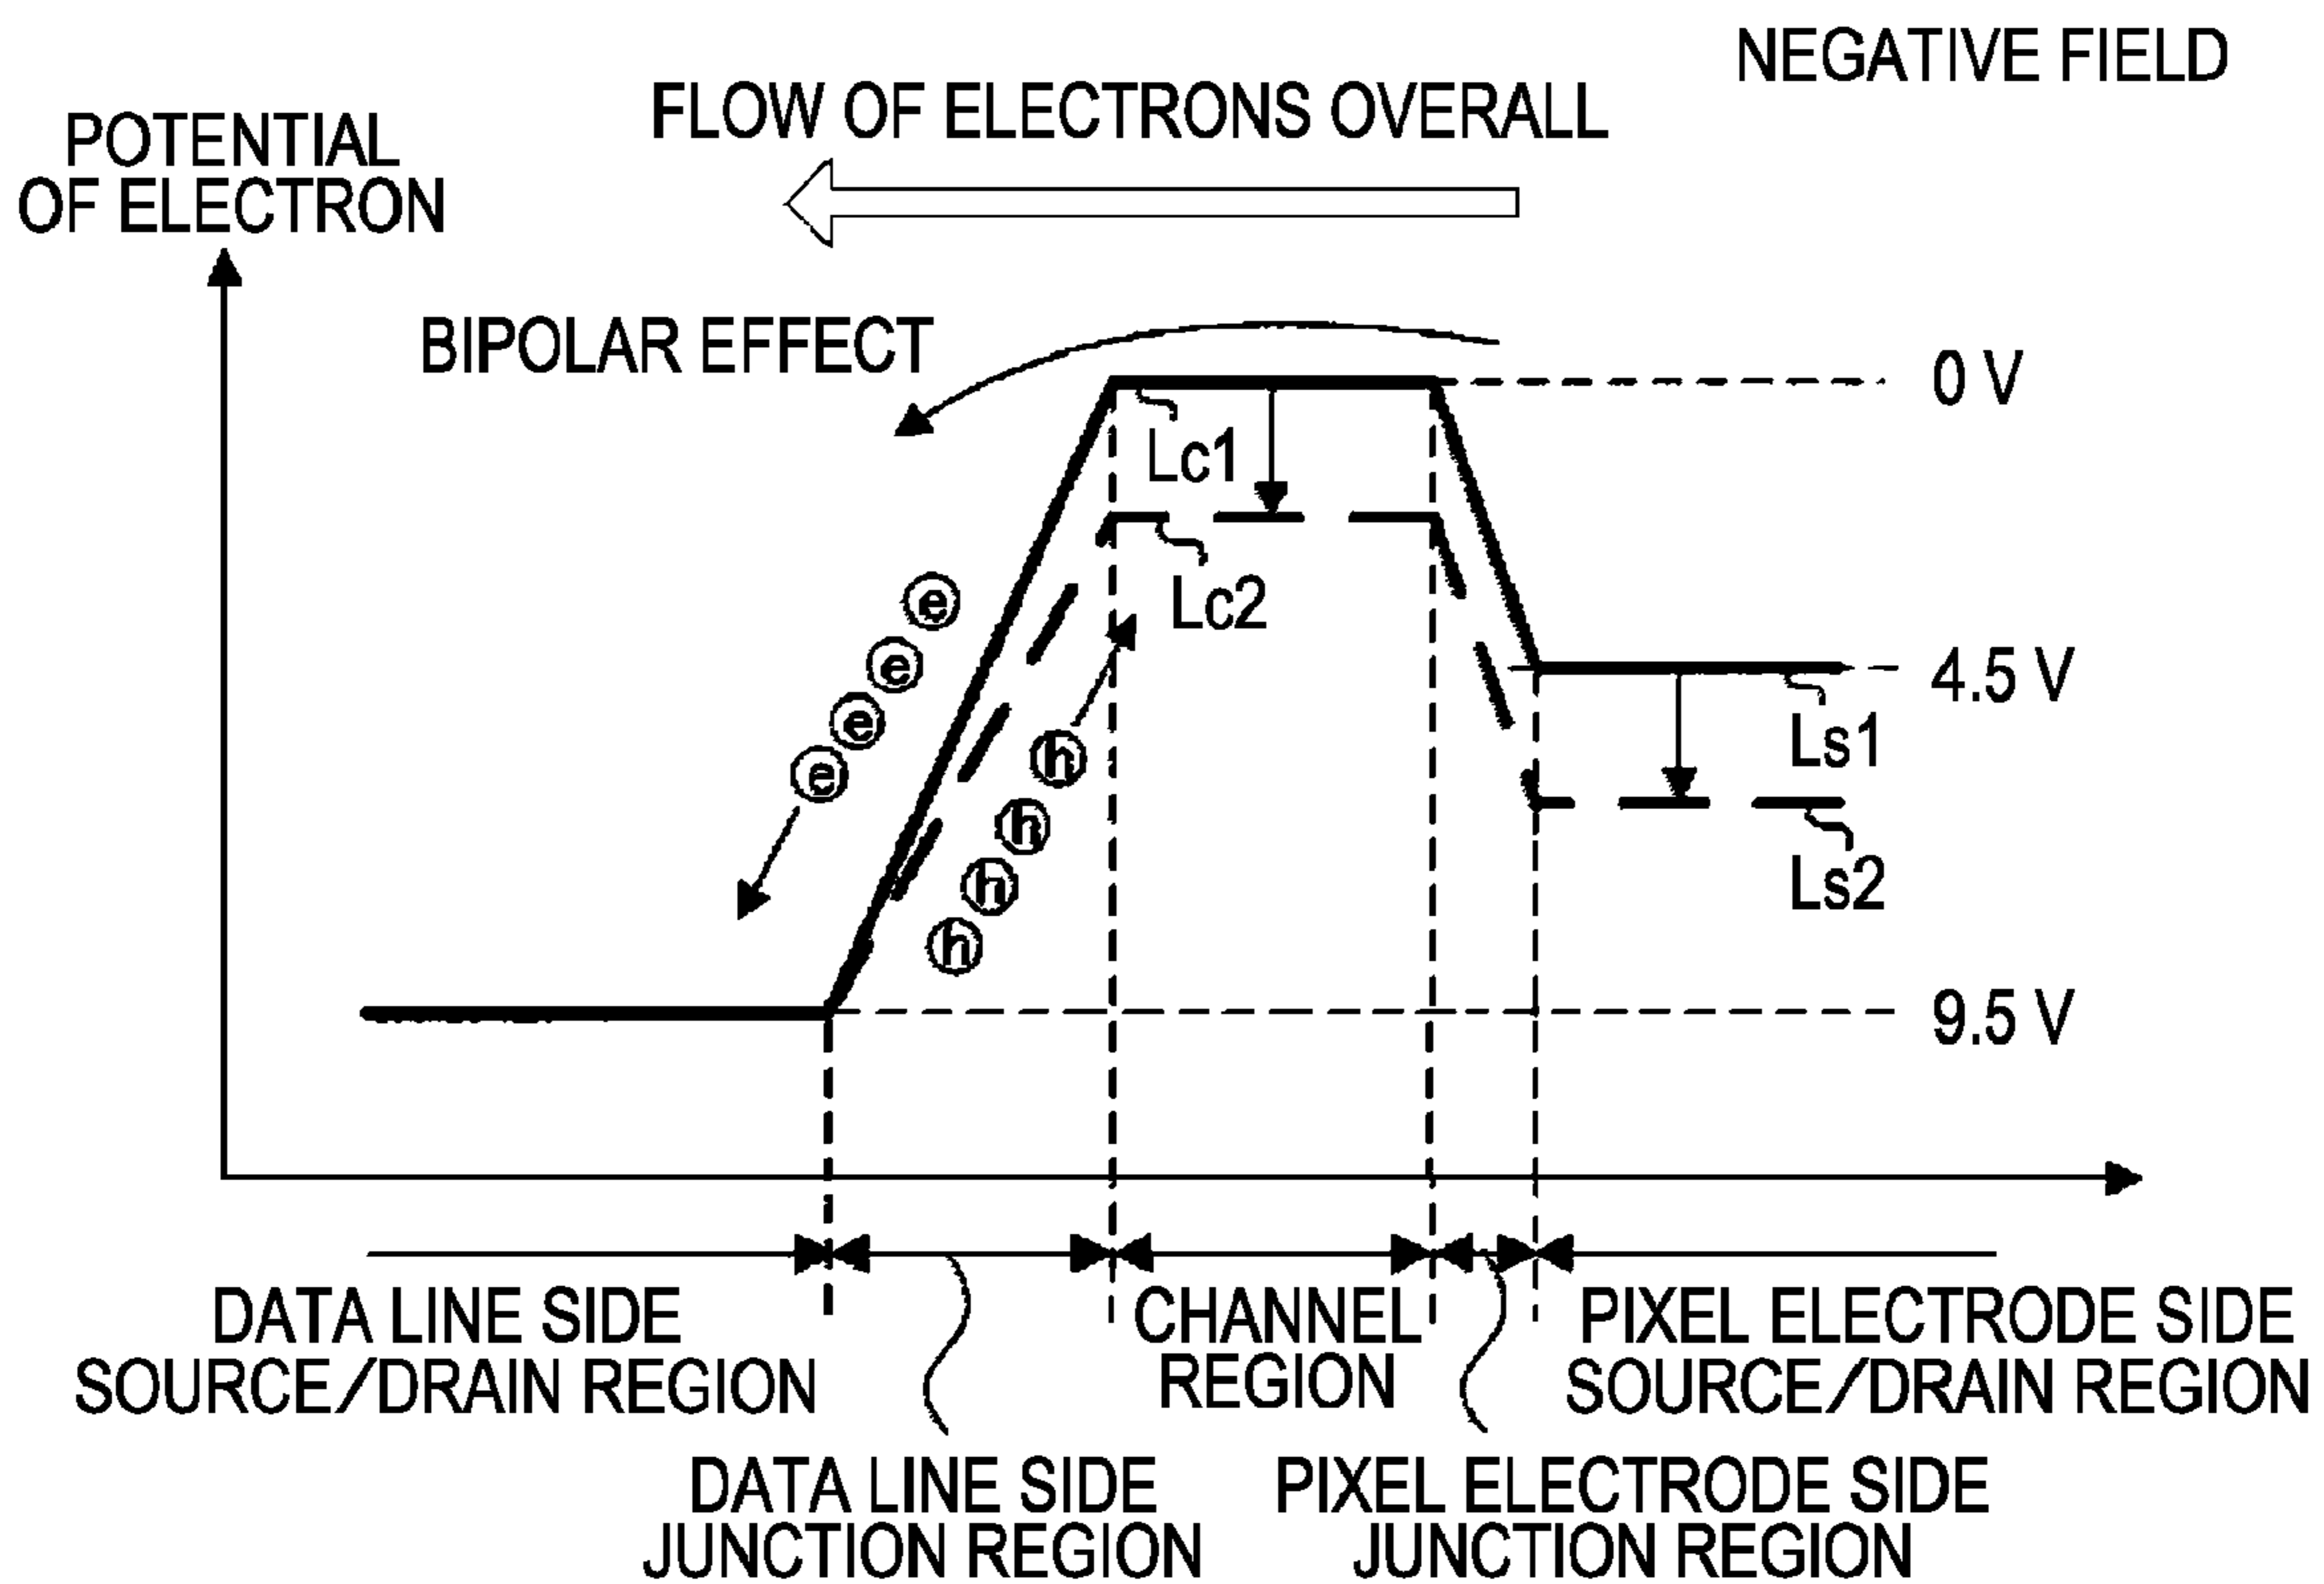 NEGATIVE FIELD
FLOW OF ELECTRONS OVERALL
POTENTIAL
OF ELECTRON
BIPOLAR EFFECT
0 V
Lc1
Lc2
e
e
e
e
4.5 V
Ls1
h
h
h
h
Ls2
9.5 V
DATA LINE SIDE
SOURCE/DRAIN REGION
CHANNEL
REGION
PIXEL ELECTRODE SIDE
SOURCE/DRAIN REGION
DATA LINE SIDE
JUNCTION REGION
PIXEL ELECTRODE SIDE
JUNCTION REGION